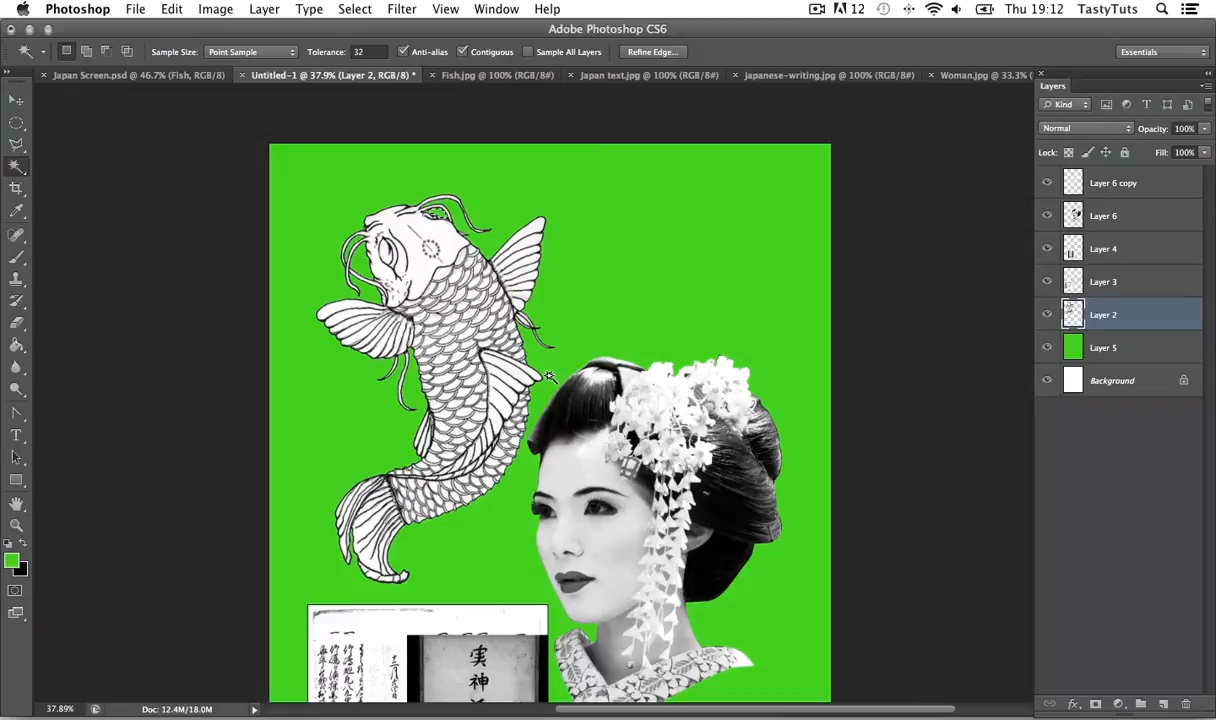 Photoshop File Edit Image Layer Type Select Filter View Window Help 12 Thu 19:12 TastyTuts
Adobe Photoshop CS6
Sample Size: Point Sample Tolerance: 32 Anti-alias Contiguous Sample All Layers Refine Edge... Essentials
Japan Screen.psd @ 46.7% (Fish, RGB/8) Untitled-1 @ 37.9% (Layer 2, RGB/8) * Fish.jpg @ 100% (RGB/8#) Japan text.jpg @ 100% (RGB/8#) japanese-writing.jpg @ 100% (RGB/8#) Woman.jpg @ 33.3%
Layers
Kind
Normal Opacity: 100%
Lock: Fill: 100%
Layer 6 copy
Layer 6
Layer 4
Layer 3
Layer 2
Layer 5
Background
実神
37.89% Doc: 12.4M/18.0M